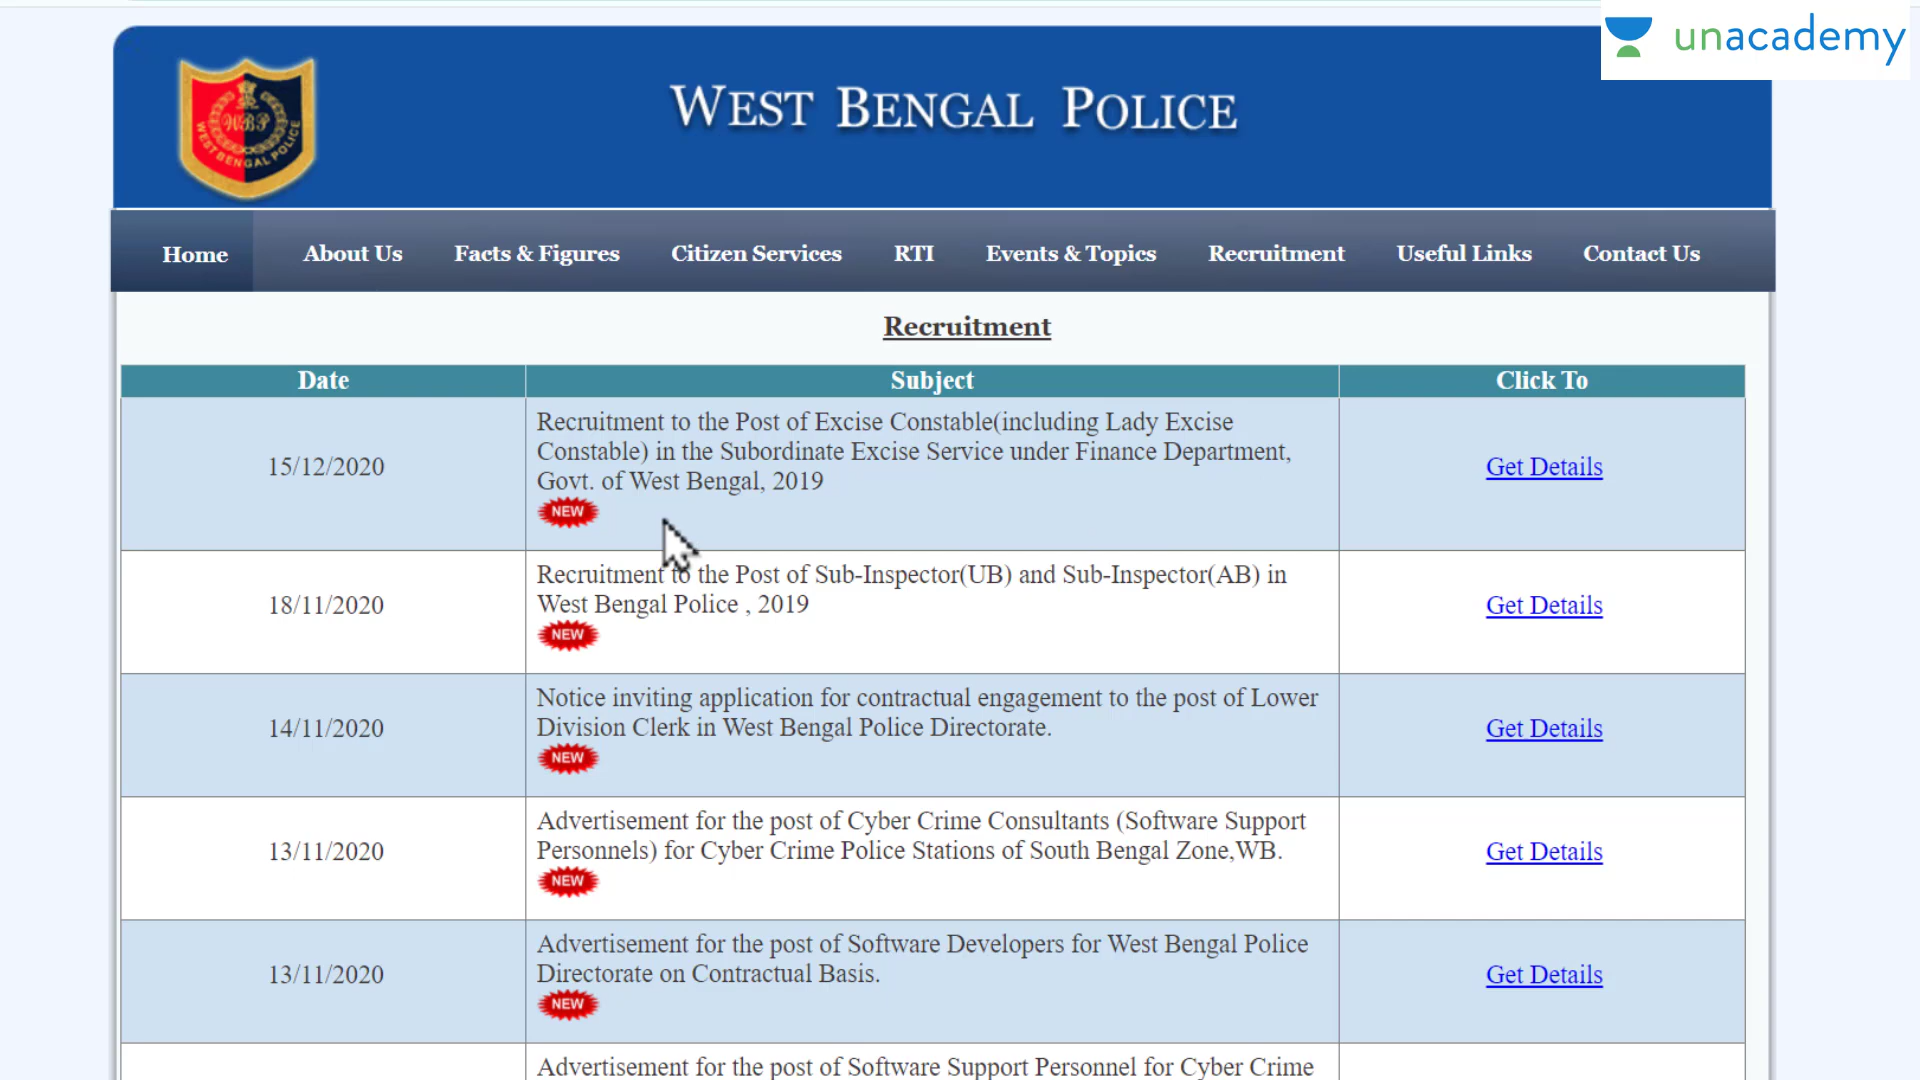 unacademy
WBP
WEST BENGAL POLICE
WEST BENGAL POLICE
Home About Us Facts & Figures Citizen Services RTI Events & Topics Recruitment Useful Links Contact Us
Recruitment
Date Subject Click To
Recruitment to the Post of Excise Constable(including Lady Excise
Constable) in the Subordinate Excise Service under Finance Department,
15/12/2020 Get Details
Govt. of West Bengal, 2019
NEW
Recruitment to the Post of Sub-Inspector(UB) and Sub-Inspector(AB) in
18/11/2020 West Bengal Police , 2019 Get Details
NEW
Notice inviting application for contractual engagement to the post of Lower
14/11/2020 Division Clerk in West Bengal Police Directorate. Get Details
NEW
Advertisement for the post of Cyber Crime Consultants (Software Support
13/11/2020 Personnels) for Cyber Crime Police Stations of South Bengal Zone,WB. Get Details
NEW
Advertisement for the post of Software Developers for West Bengal Police
13/11/2020 Directorate on Contractual Basis. Get Details
NEW
Advertisement for the post of Software Support Personnel for Cyber Crime